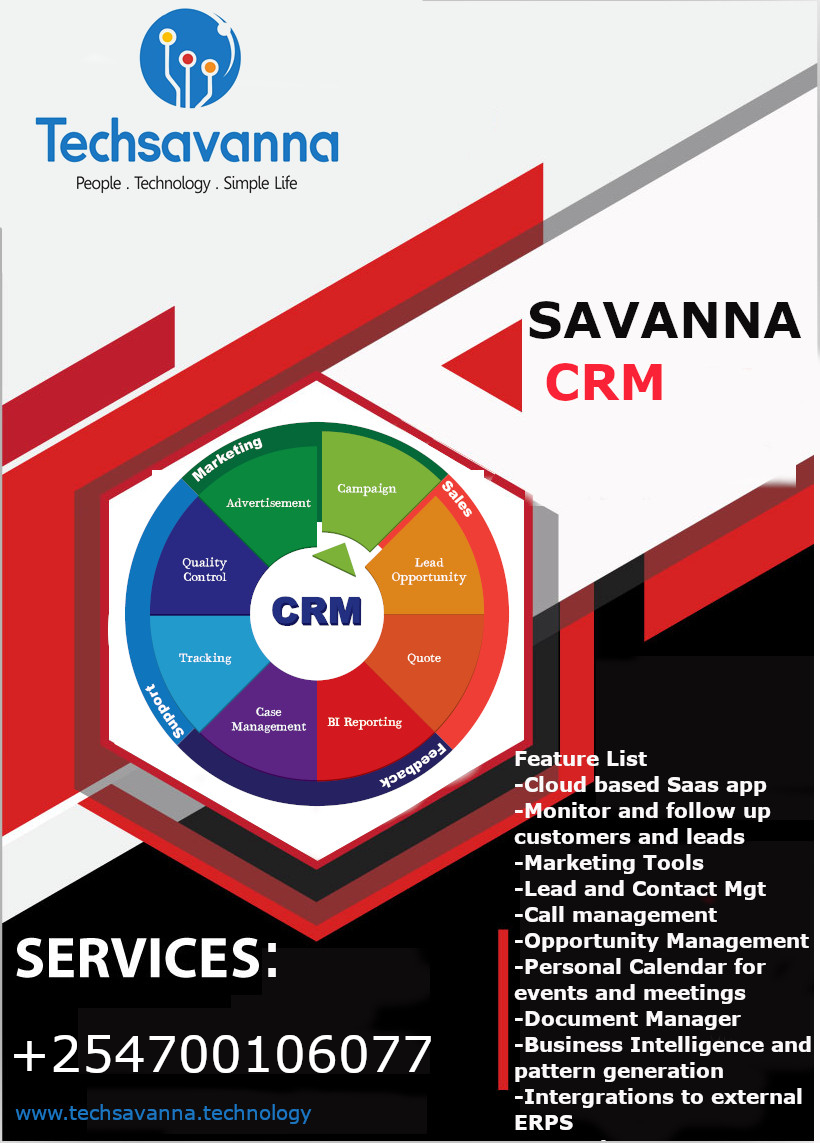 Techsavanna
People . Technology . Simple Life
SAVANNA
CRM
Marketing
Sales
Advertisement
Campaign
Quality
Control
Lead
Opportunity
CRM
Tracking
Quote
Case
Management
BI Reporting
Support
Feedback
Feature List
-Cloud based Saas app
-Monitor and follow up
customers and leads
-Marketing Tools
-Lead and Contact Mgt
-Call management
-Opportunity Management
-Personal Calendar for
events and meetings
-Document Manager
-Business Intelligence and
pattern generation
-Intergrations to external
ERPS
SERVICES:
+254700106077
www.techsavanna.technology